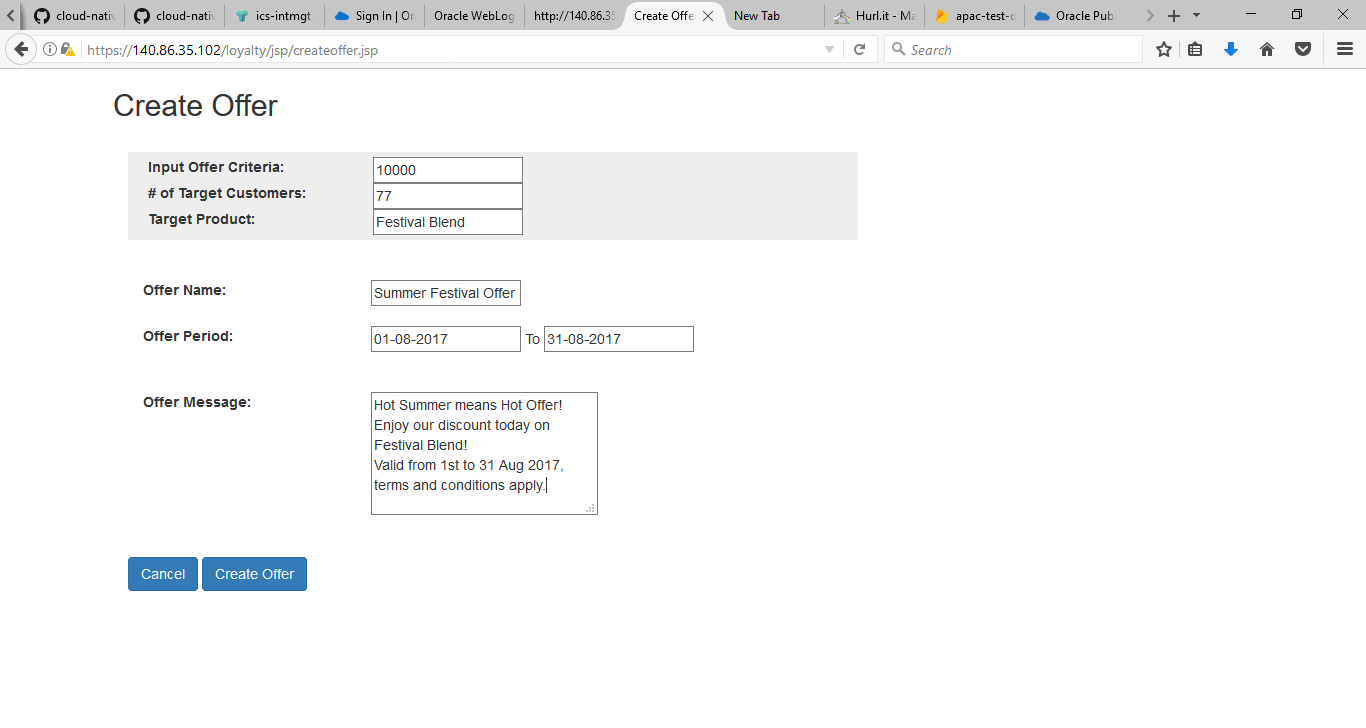 cloud-nativ
cloud-nativ
ics-intmgt
Sign In | Or
Oracle WebLog
http://140.86.35
Create Offe
New Tab
Hurl.it - Ma
apac-test-d
Oracle Publ
https://140.86.35.102/loyalty/jsp/createoffer.jsp
Search
Create Offer
Input Offer Criteria: 10000
# of Target Customers: 77
Target Product: Festival Blend
Offer Name: Summer Festival Offer
Offer Period: 01-08-2017 To 31-08-2017
Offer Message: Hot Summer means Hot Offer!
Enjoy our discount today on
Festival Blend!
Valid from 1st to 31 Aug 2017,
terms and conditions apply.
Cancel Create Offer